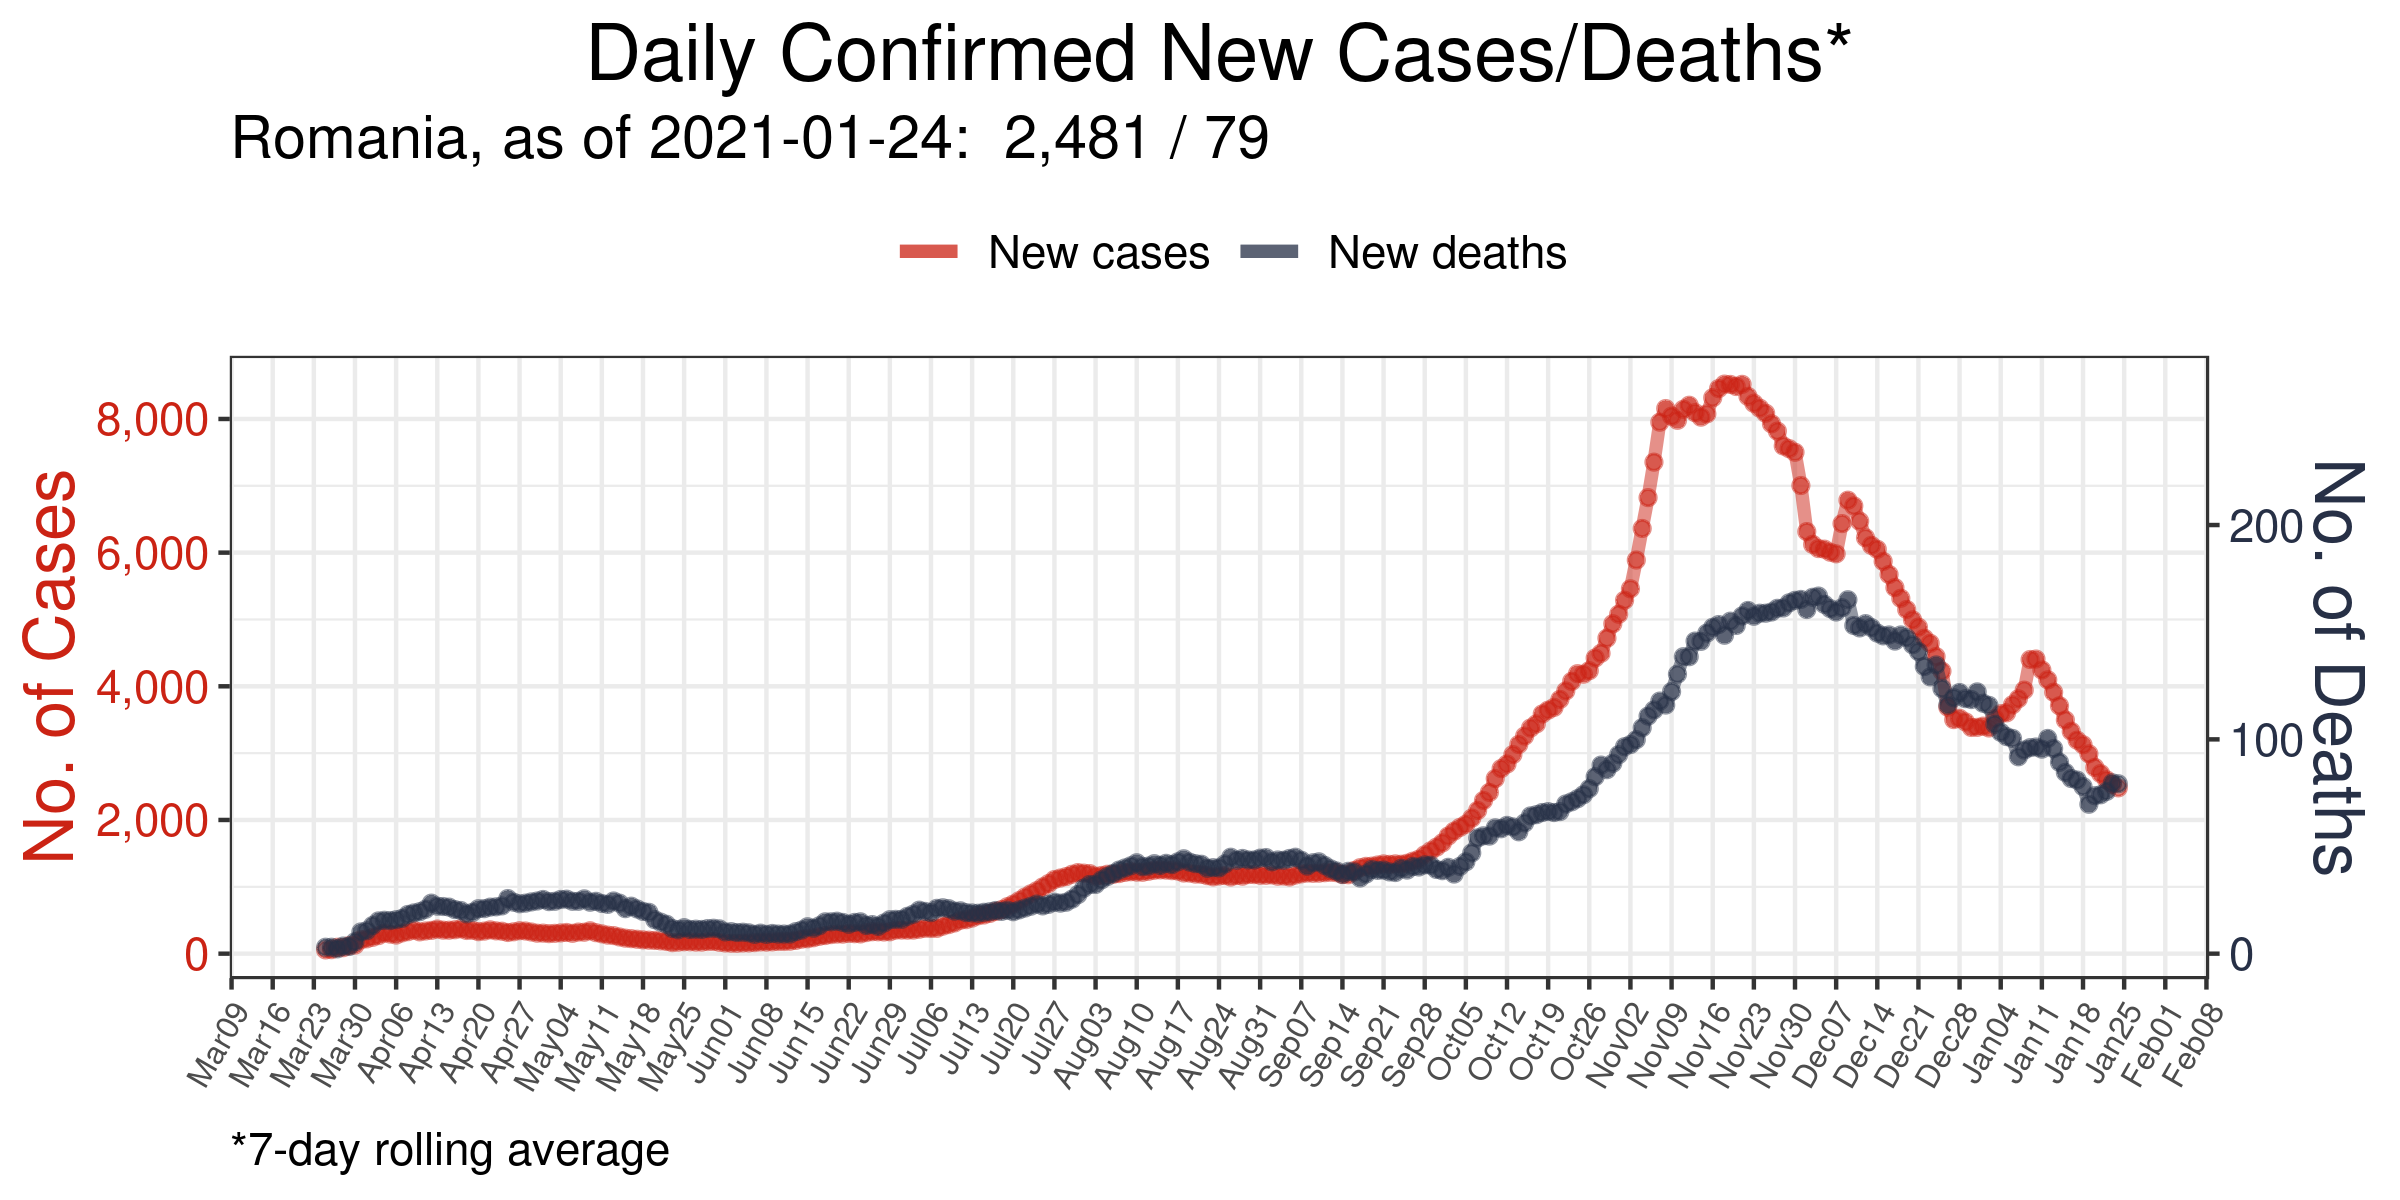 Daily Confirmed New Cases/Deaths*
Romania, as of 2021-01-24:  2,481 / 79
New cases
New deaths
No. of Cases
8,000
6,000
4,000
2,000
0
200
100
0
No. of Deaths
Mar09
Mar16
Mar23
Mar30
Apr06
Apr13
Apr20
Apr27
May04
May11
May18
May25
Jun01
Jun08
Jun15
Jun22
Jun29
Jul06
Jul13
Jul20
Jul27
Aug03
Aug10
Aug17
Aug24
Aug31
Sep07
Sep14
Sep21
Sep28
Oct05
Oct12
Oct19
Oct26
Nov02
Nov09
Nov16
Nov23
Nov30
Dec07
Dec14
Dec21
Dec28
Jan04
Jan11
Jan18
Jan25
Feb01
Feb08
*7-day rolling average